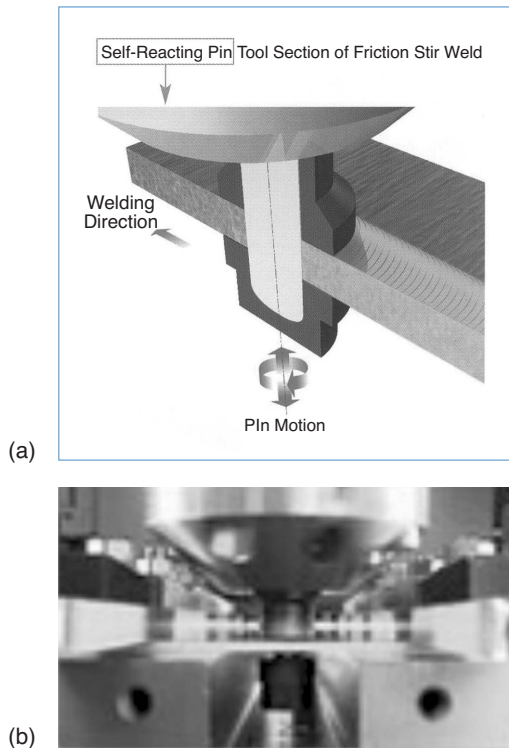 Self-Reacting Pin Tool Section of Friction Stir Weld
Welding
Direction
PIn Motion
(a)
(b)